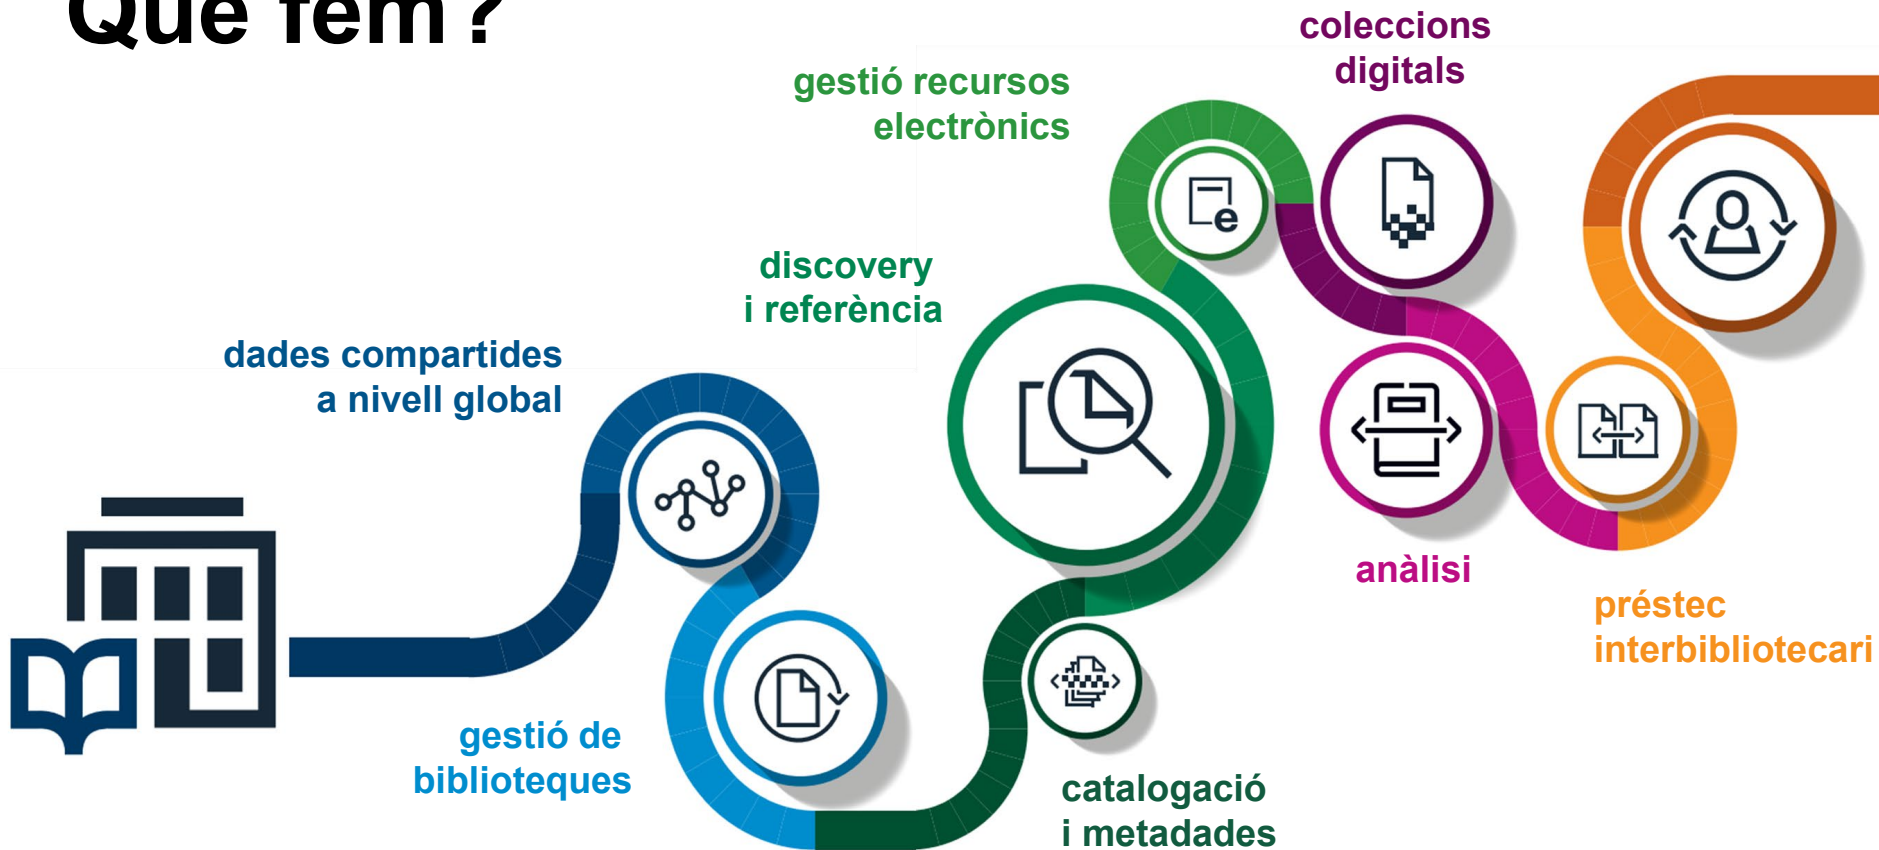 Què fem?
coleccions
digitals
gestió recursos
electrònics
discovery
i referència
dades compartides
a nivell global
anàlisi
préstec
interbibliotecari
gestió de
biblioteques
catalogació
i metadades
e